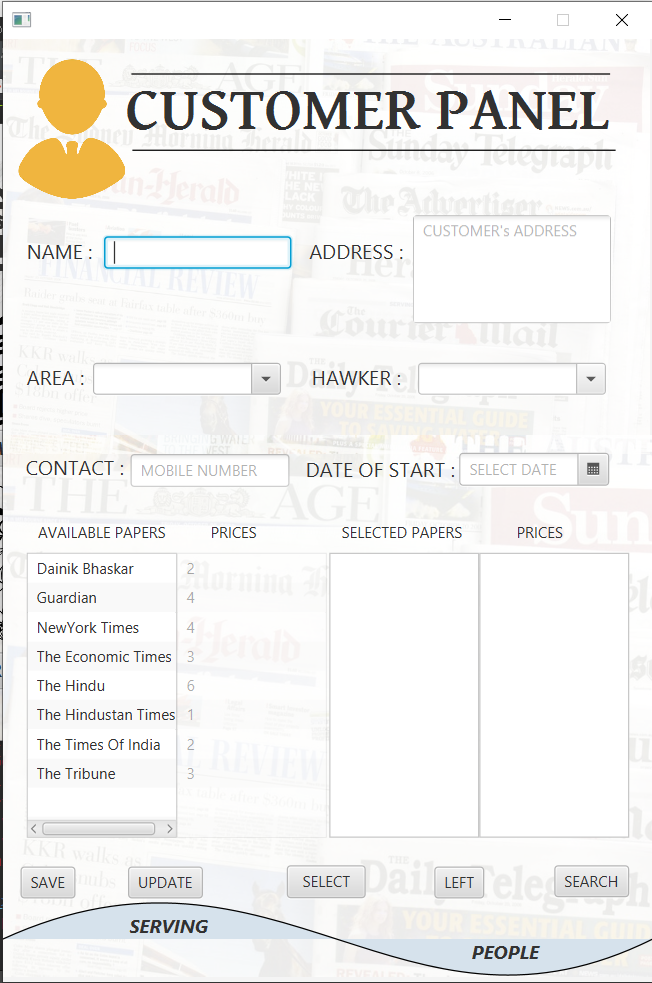 CUSTOMER PANEL
NAME : ADDRESS : CUSTOMER's ADDRESS
AREA : HAWKER :
CONTACT : MOBILE NUMBER DATE OF START : SELECT DATE
AVAILABLE PAPERS PRICES SELECTED PAPERS PRICES
Dainik Bhaskar 2
Guardian 4
NewYork Times 4
The Economic Times 3
The Hindu 6
The Hindustan Times 1
The Times Of India 2
The Tribune 3
SAVE UPDATE SELECT LEFT SEARCH
SERVING
PEOPLE